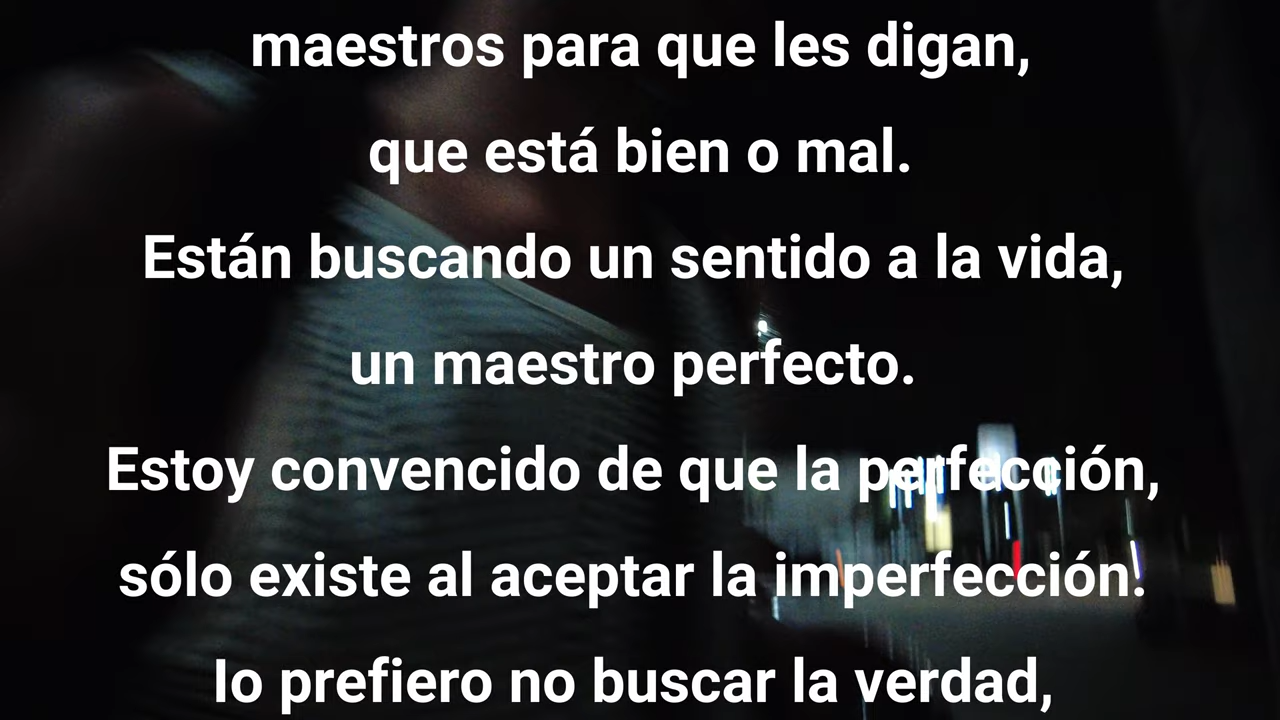 maestros para que les digan,
que está bien o mal.
Están buscando un sentido a la vida,
un maestro perfecto.
Estoy convencido de que la perfección,
sólo existe al aceptar la imperfección.
Io prefiero no buscar la verdad,